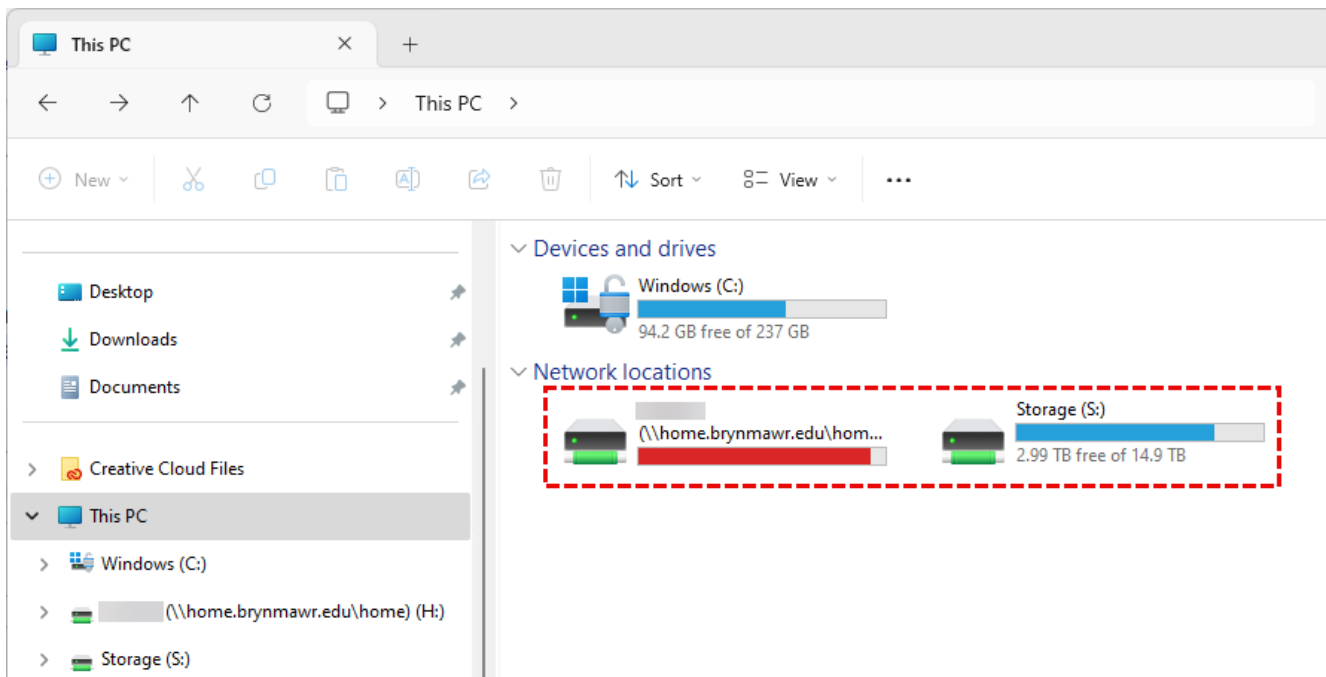 This PC
This PC
New
Sort
View
Desktop
Downloads
Documents
Creative Cloud Files
This PC
Windows (C:)
(\\home.brynmawr.edu\home) (H:)
Storage (S:)
Devices and drives
Windows (C:)
94.2 GB free of 237 GB
Network locations
(\\home.brynmawr.edu\hom...
Storage (S:)
2.99 TB free of 14.9 TB